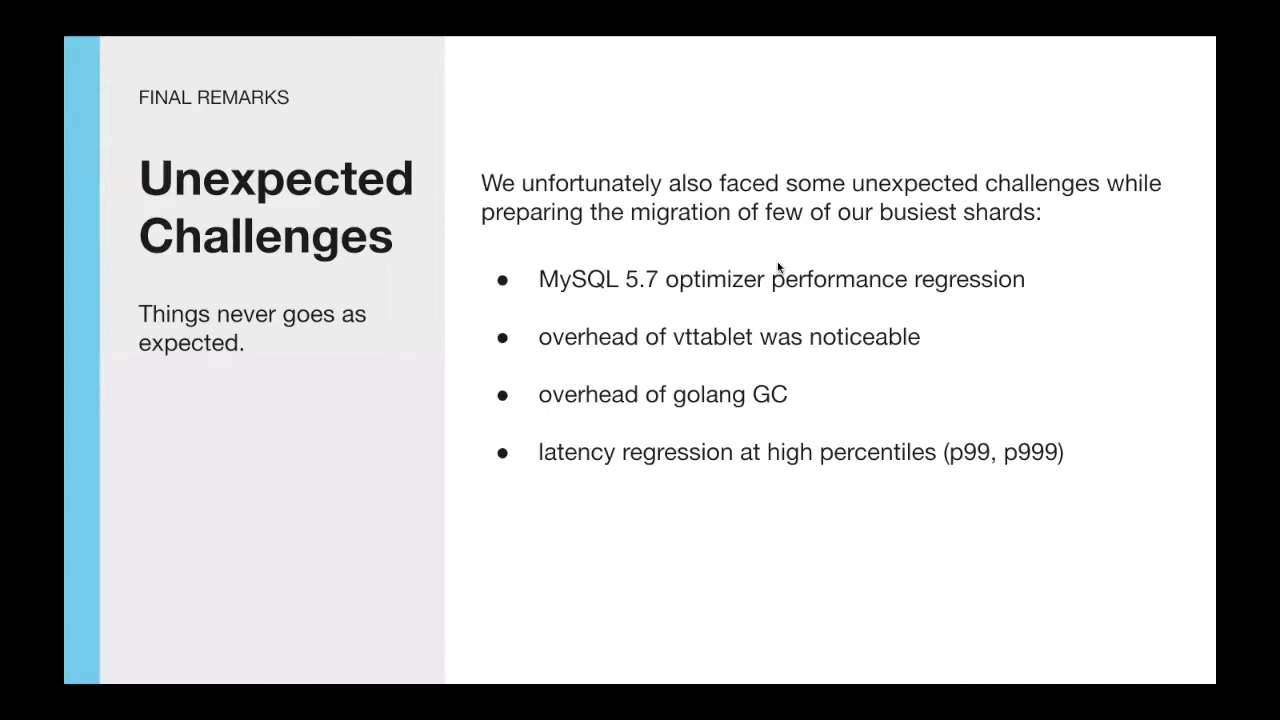 FINAL REMARKS
Unexpected
Challenges
Things never goes as
expected.
We unfortunately also faced some unexpected challenges while
preparing the migration of few of our busiest shards:
● MySQL 5.7 optimizer performance regression
● overhead of vttablet was noticeable
● overhead of golang GC
● latency regression at high percentiles (p99, p999)